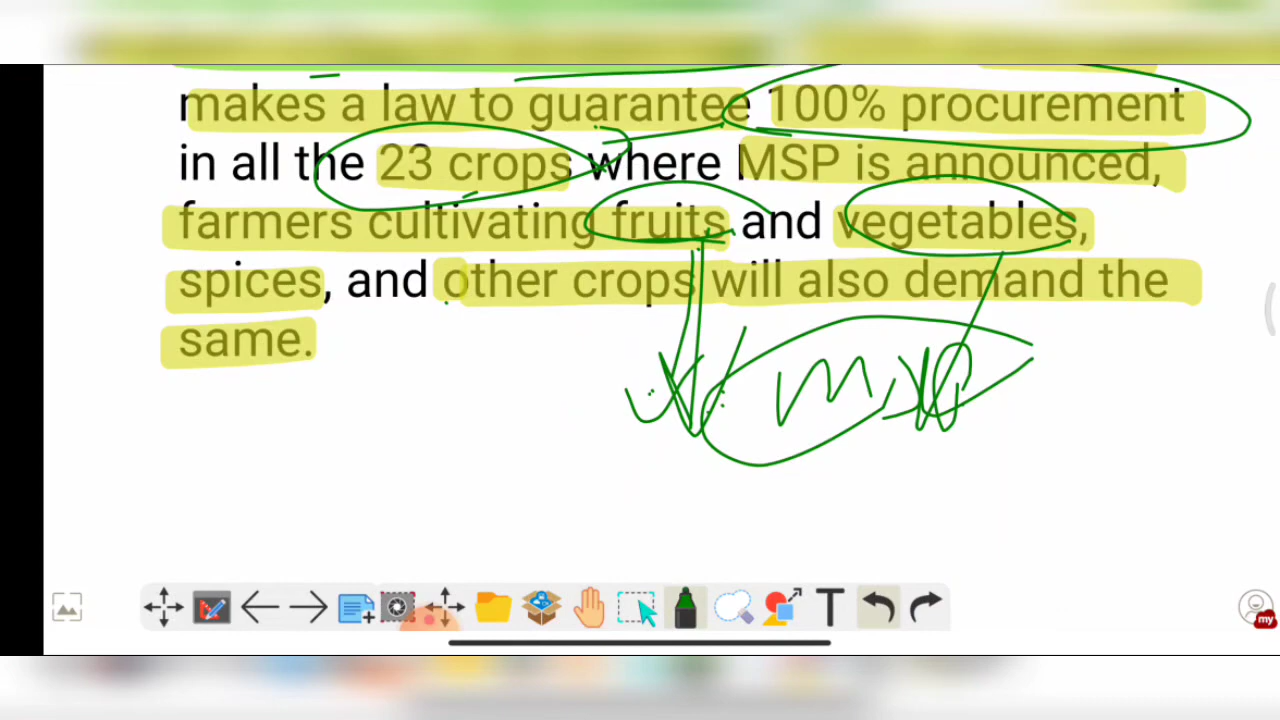 makes a law to guarantee 100% procurement
in all the 23 crops where MSP is announced,
farmers cultivating fruits and vegetables,
spices, and other crops will also demand the
same.
T
my